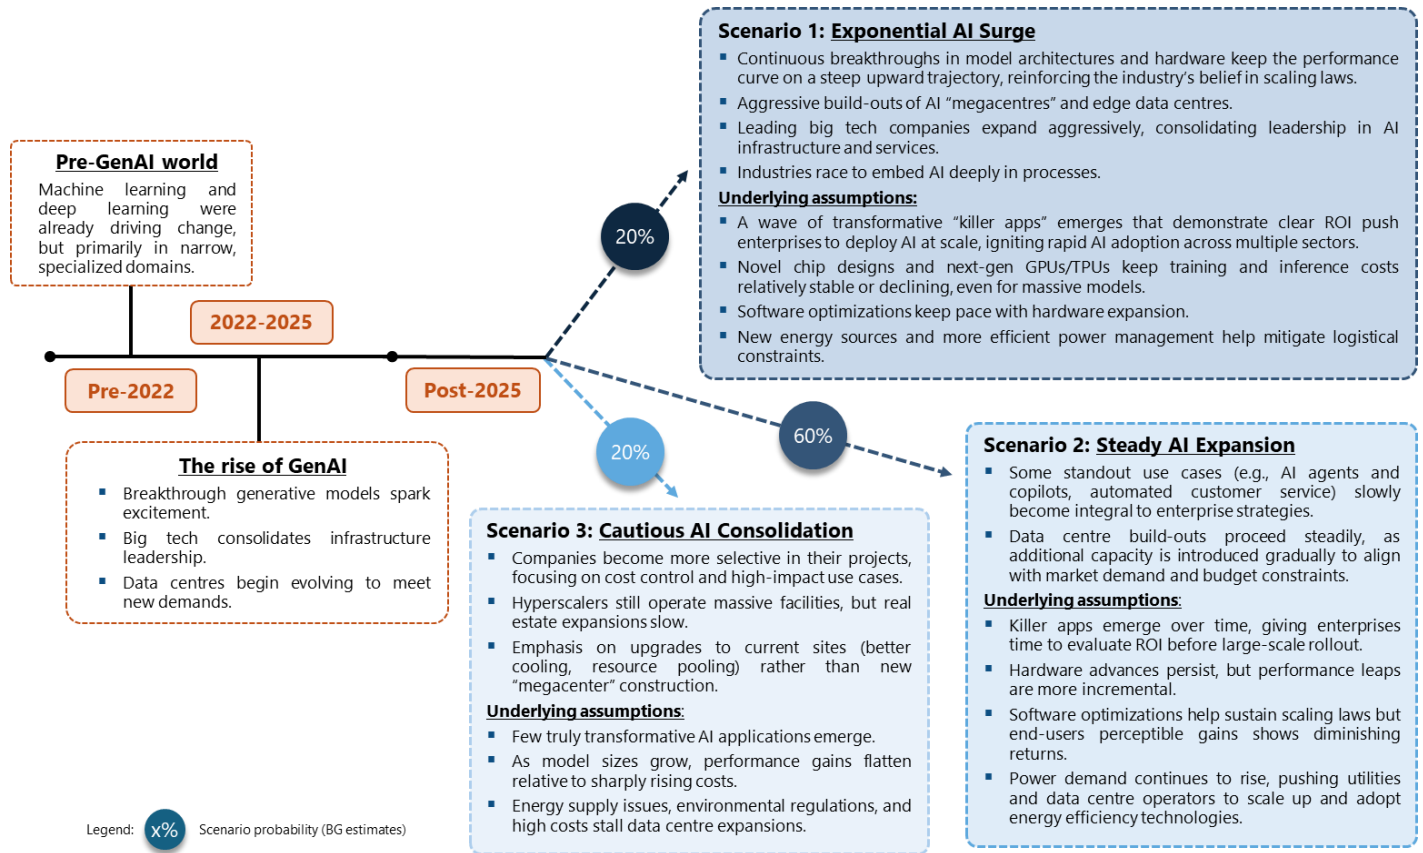 Pre-GenAI world
Machine learning and
deep learning were
already driving change,
but primarily in narrow,
specialized domains.
2022-2025
Pre-2022
Post-2025
The rise of GenAI
▪ Breakthrough generative models spark
excitement.
▪ Big tech consolidates infrastructure
leadership.
▪ Data centres begin evolving to meet
new demands.
20%
60%
20%
Scenario 1: Exponential AI Surge
▪ Continuous breakthroughs in model architectures and hardware keep the performance
curve on a steep upward trajectory, reinforcing the industry's belief in scaling laws.
▪ Aggressive build-outs of AI “megacentres” and edge data centres.
▪ Leading big tech companies expand aggressively, consolidating leadership in AI
infrastructure and services.
▪ Industries race to embed AI deeply in processes.
Underlying assumptions:
▪ A wave of transformative “killer apps” emerges that demonstrate clear ROI push
enterprises to deploy AI at scale, igniting rapid AI adoption across multiple sectors.
▪ Novel chip designs and next-gen GPUs/TPUs keep training and inference costs
relatively stable or declining, even for massive models.
▪ Software optimizations keep pace with hardware expansion.
▪ New energy sources and more efficient power management help mitigate logistical
constraints.
Scenario 2: Steady AI Expansion
▪ Some standout use cases (e.g., AI agents and
copilots, automated customer service) slowly
become integral to enterprise strategies.
▪ Data centre build-outs proceed steadily, as
additional capacity is introduced gradually to align
with market demand and budget constraints.
Underlying assumptions:
▪ Killer apps emerge over time, giving enterprises
time to evaluate ROI before large-scale rollout.
▪ Hardware advances persist, but performance leaps
are more incremental.
▪ Software optimizations help sustain scaling laws but
end-users perceptible gains shows diminishing
returns.
▪ Power demand continues to rise, pushing utilities
and data centre operators to scale up and adopt
energy efficiency technologies.
Scenario 3: Cautious AI Consolidation
▪ Companies become more selective in their projects,
focusing on cost control and high-impact use cases.
▪ Hyperscalers still operate massive facilities, but real
estate expansions slow.
▪ Emphasis on upgrades to current sites (better
cooling, resource pooling) rather than new
“megacenter” construction.
Underlying assumptions:
▪ Few truly transformative AI applications emerge.
▪ As model sizes grow, performance gains flatten
relative to sharply rising costs.
▪ Energy supply issues, environmental regulations, and
high costs stall data centre expansions.
Legend: x% Scenario probability (BG estimates)